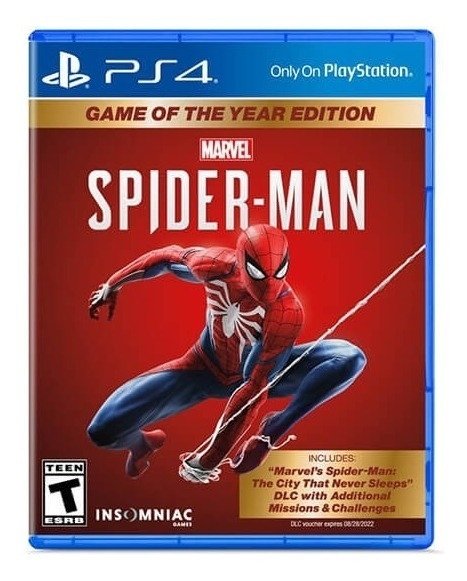 PS4
Only On PlayStation®
GAME OF THE YEAR EDITION
MARVEL
SPIDER-MAN
INCLUDES:
"Marvel's Spider-Man:
The City That Never Sleeps"
DLC with Additional
Missions & Challenges
DLC voucher expires 08/28/2022
TEEN
T
ESRB
INSOMNIAC
GAMES